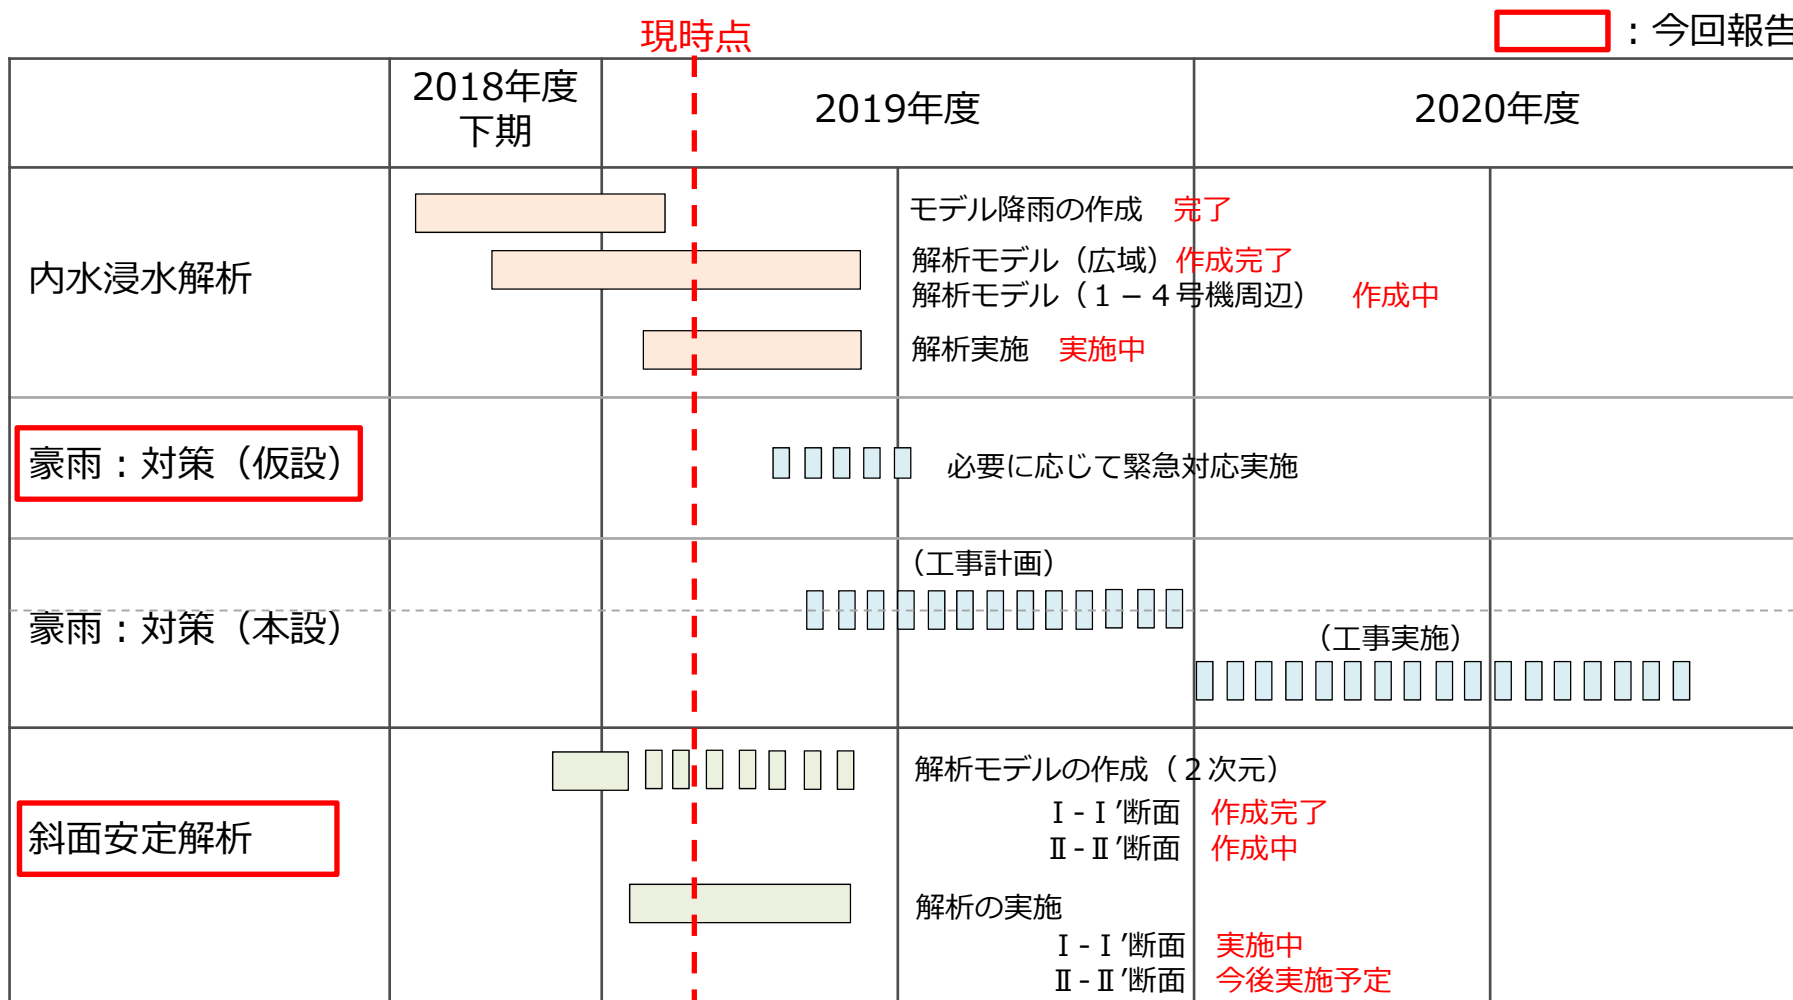 現時点
：今回報告
2018年度
下期
2019年度
2020年度
内水浸水解析
モデル降雨の作成　完了
解析モデル（広域）作成完了
解析モデル（１－４号機周辺）　作成中
解析実施　実施中
豪雨：対策（仮設）
必要に応じて緊急対応実施
豪雨：対策（本設）
（工事計画）
（工事実施）
斜面安定解析
解析モデルの作成（２次元）
Ⅰ-Ⅰ’断面　作成完了
Ⅱ-Ⅱ’断面　作成中
解析の実施
Ⅰ-Ⅰ’断面　実施中
Ⅱ-Ⅱ’断面　今後実施予定